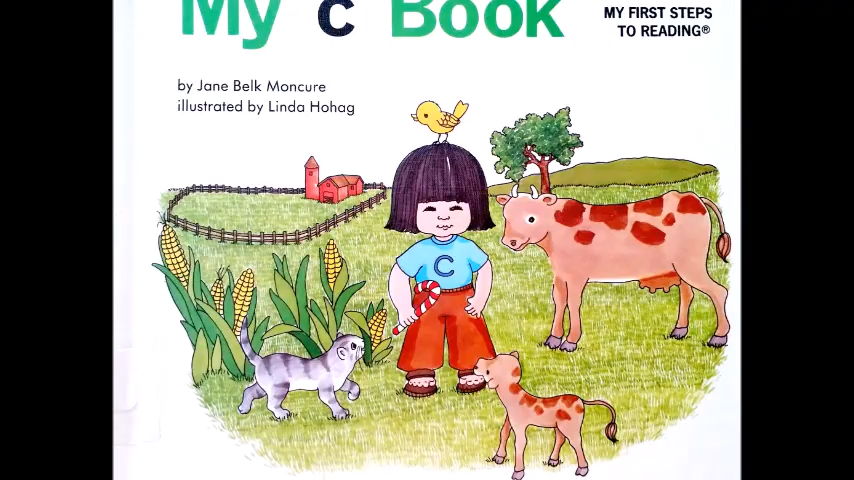 My c Book
MY FIRST STEPS
TO READING®
by Jane Belk Moncure
illustrated by Linda Hohag
C